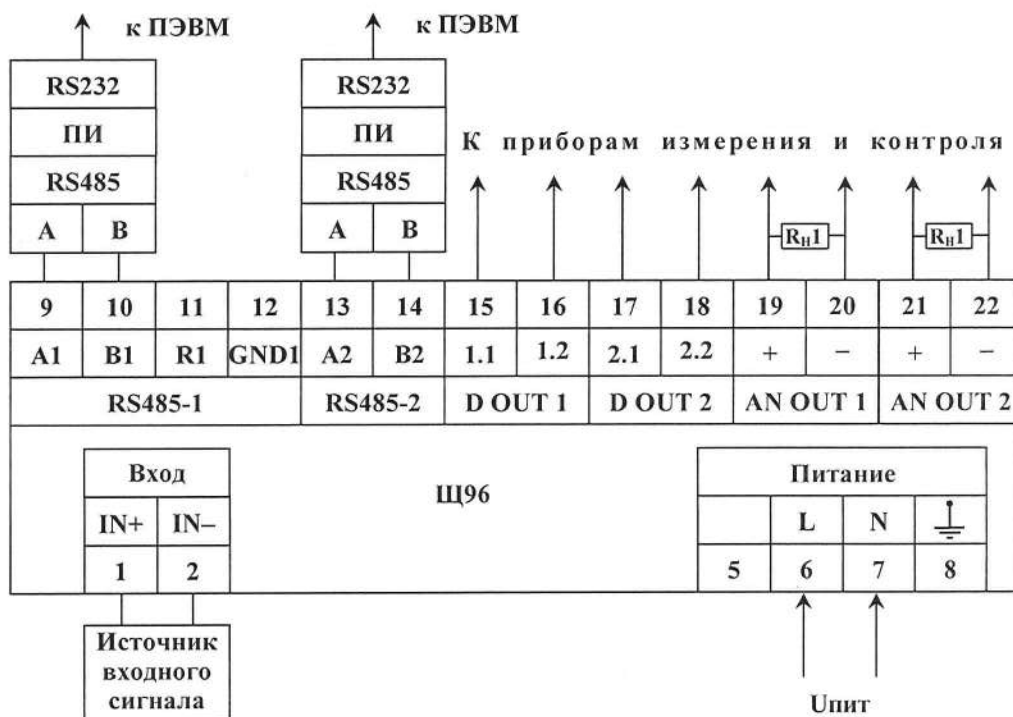 к ПЭВМ к ПЭВМ
RS232 RS232
ПИ ПИ
К приборам измерения и контроля
RS485 RS485
A B A B
Rн1 Rн1
9 10 11 12 13 14 15 16 17 18 19 20 21 22
A1 B1 R1 GND1 A2 B2 1.1 1.2 2.1 2.2 + − + −
RS485-1 RS485-2 D OUT 1 D OUT 2 AN OUT 1 AN OUT 2
Вход Щ96 Питание
IN+ IN− L N
1 2 5 6 7 8
Источник
входного
сигнала
Uпит